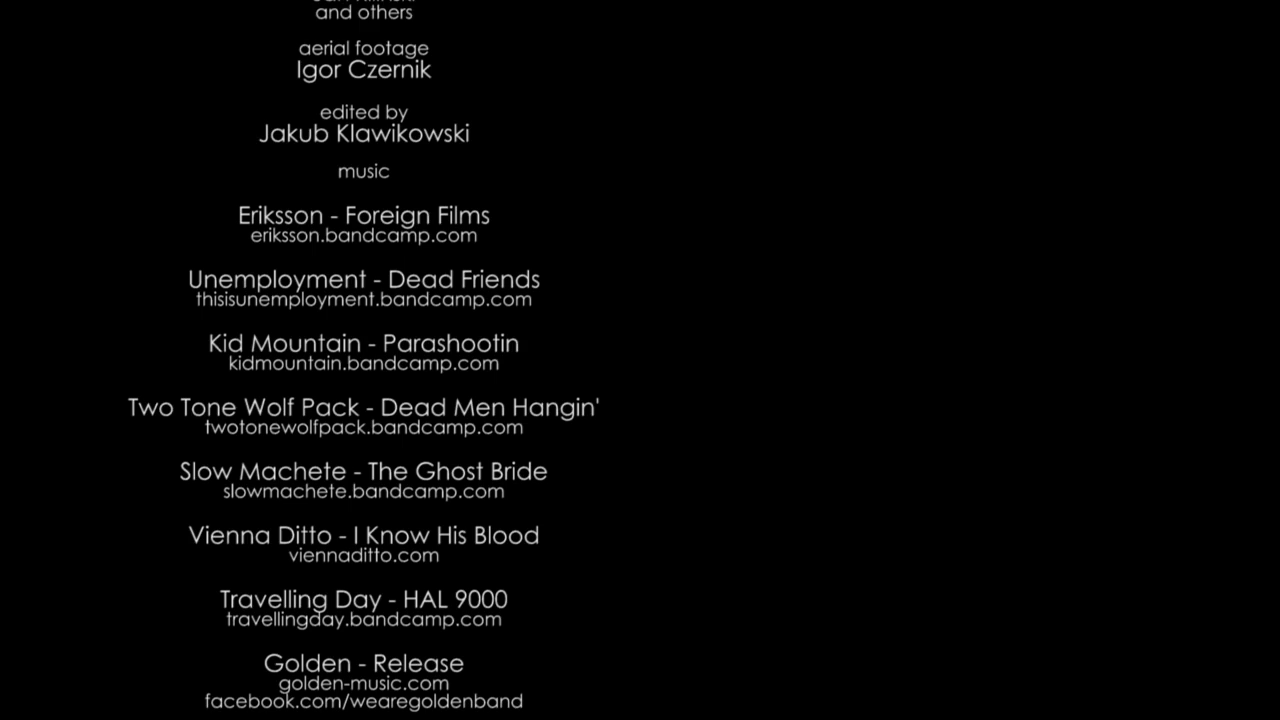 and others
aerial footage
Igor Czernik
edited by
Jakub Klawikowski
music
Eriksson - Foreign Films
eriksson.bandcamp.com
Unemployment - Dead Friends
thisisunemployment.bandcamp.com
Kid Mountain - Parashootin
kidmountain.bandcamp.com
Two Tone Wolf Pack - Dead Men Hangin'
twotonewolfpack.bandcamp.com
Slow Machete - The Ghost Bride
slowmachete.bandcamp.com
Vienna Ditto - I Know His Blood
viennaditto.com
Travelling Day - HAL 9000
travellingday.bandcamp.com
Golden - Release
golden-music.com
facebook.com/wearegoldenband